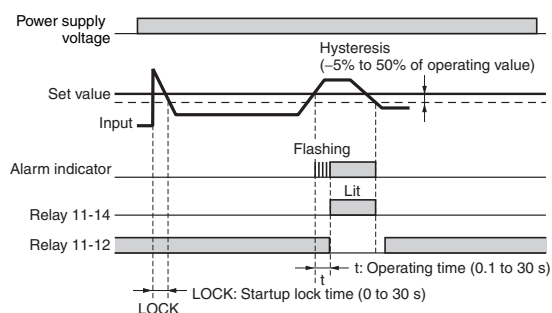 Power supply
voltage
Hysteresis
(−5% to 50% of operating value)
Set value
Input
Flashing
Alarm indicator
Lit
Relay 11-14
Relay 11-12
t: Operating time (0.1 to 30 s)
t
LOCK: Startup lock time (0 to 30 s)
LOCK